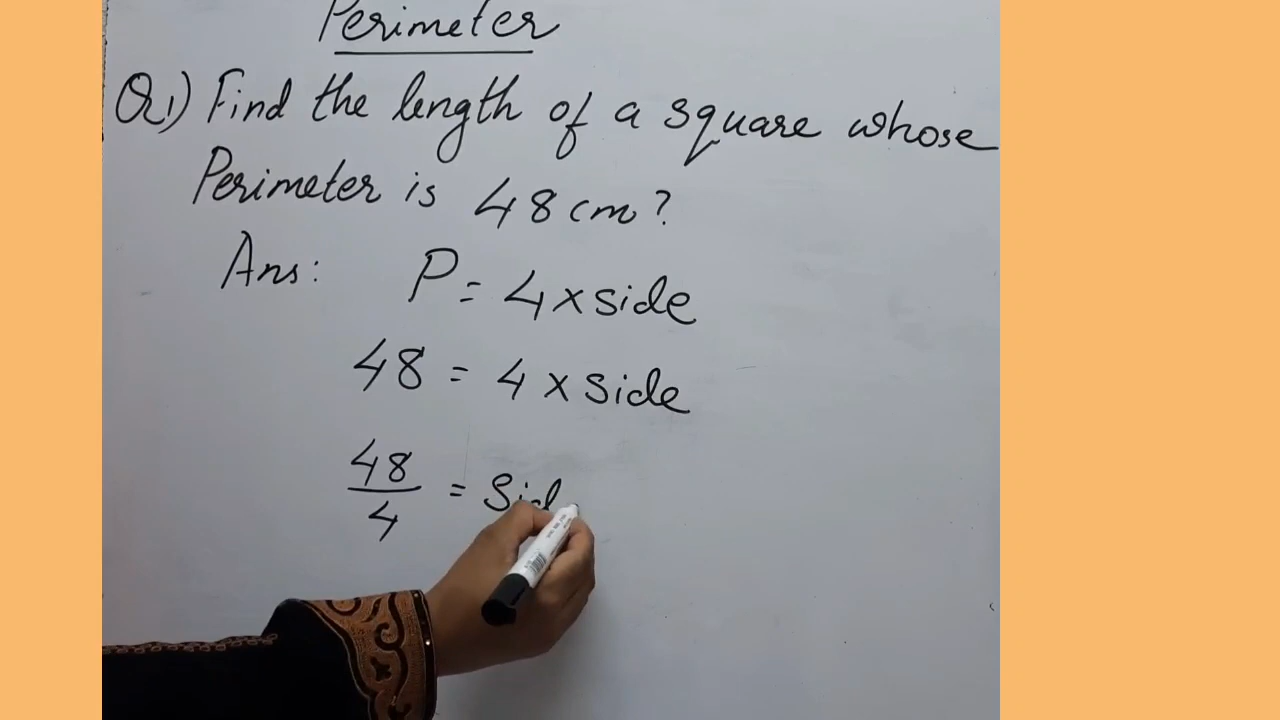 Perimeter
Q1) Find the length of a square whose
Perimeter is 48 cm?
Ans: P = 4 x side
48 = 4 x side
48/4 = Sid